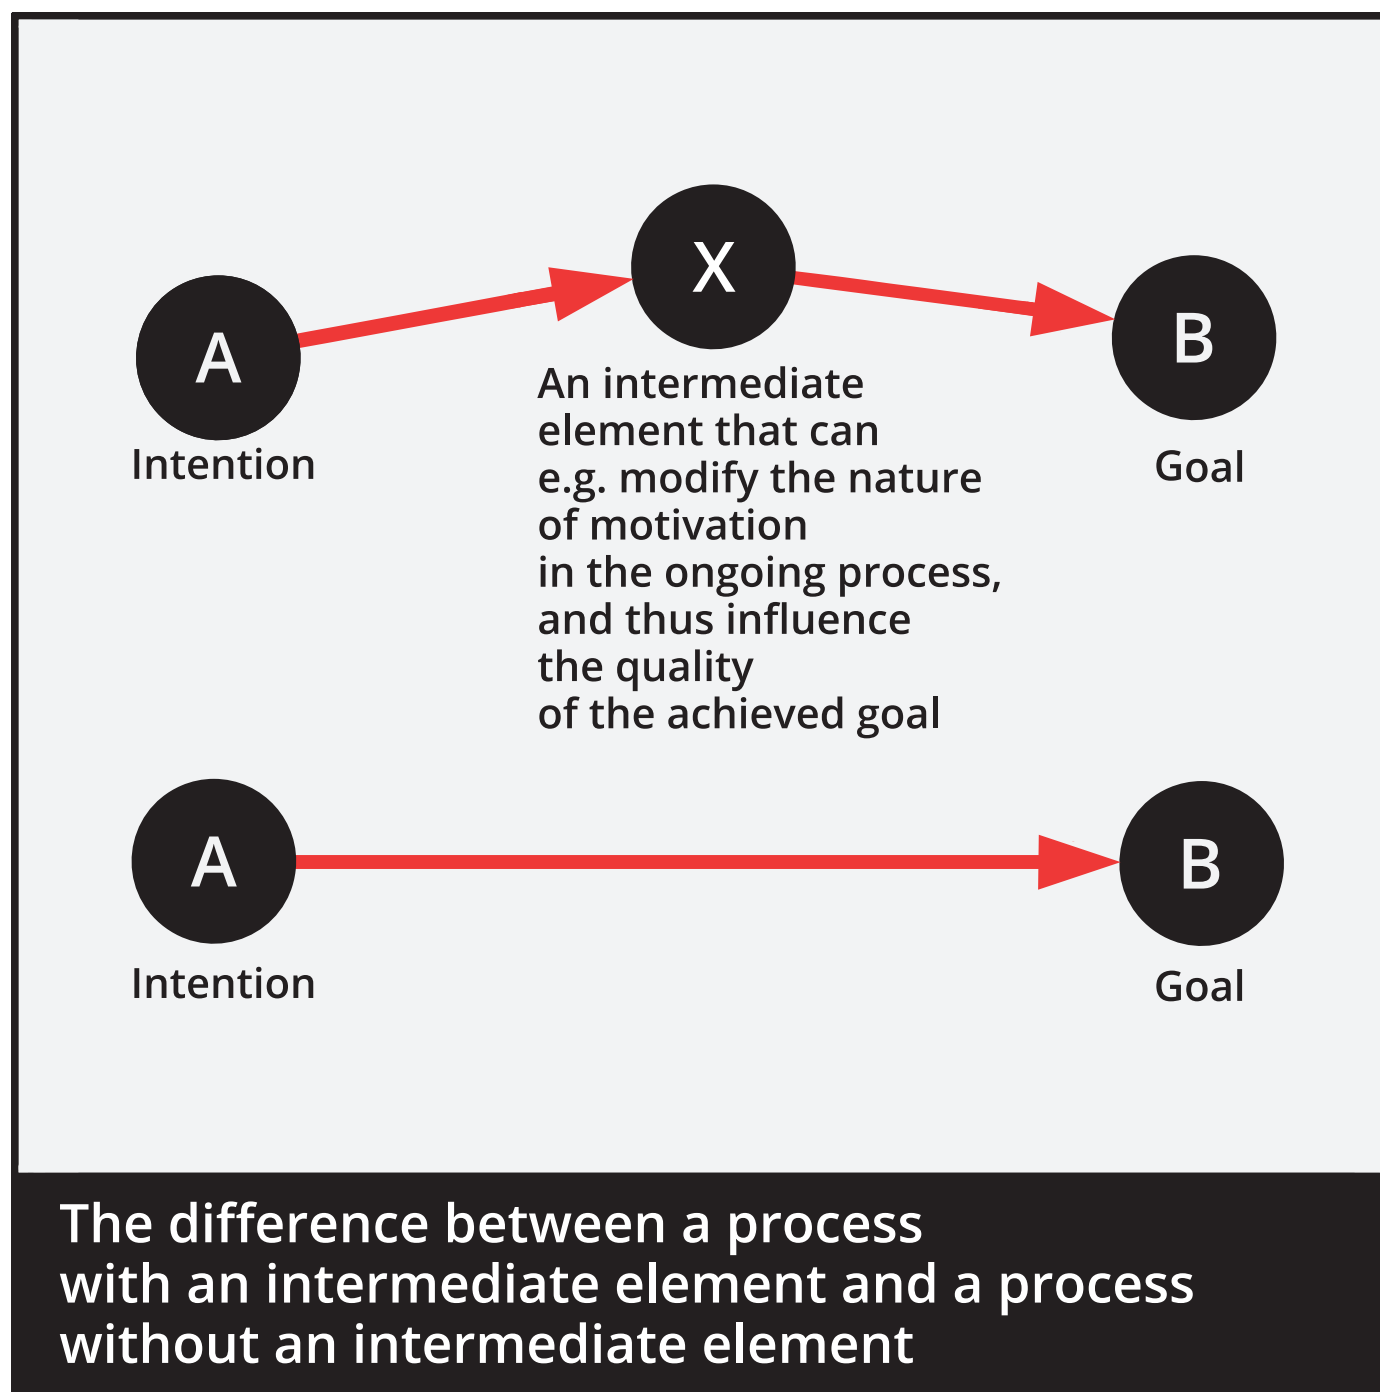 A
X
B
Intention
An intermediate
element that can
e.g. modify the nature
of motivation
in the ongoing process,
and thus influence
the quality
of the achieved goal
Goal
A
B
Intention
Goal
The difference between a process
with an intermediate element and a process
without an intermediate element